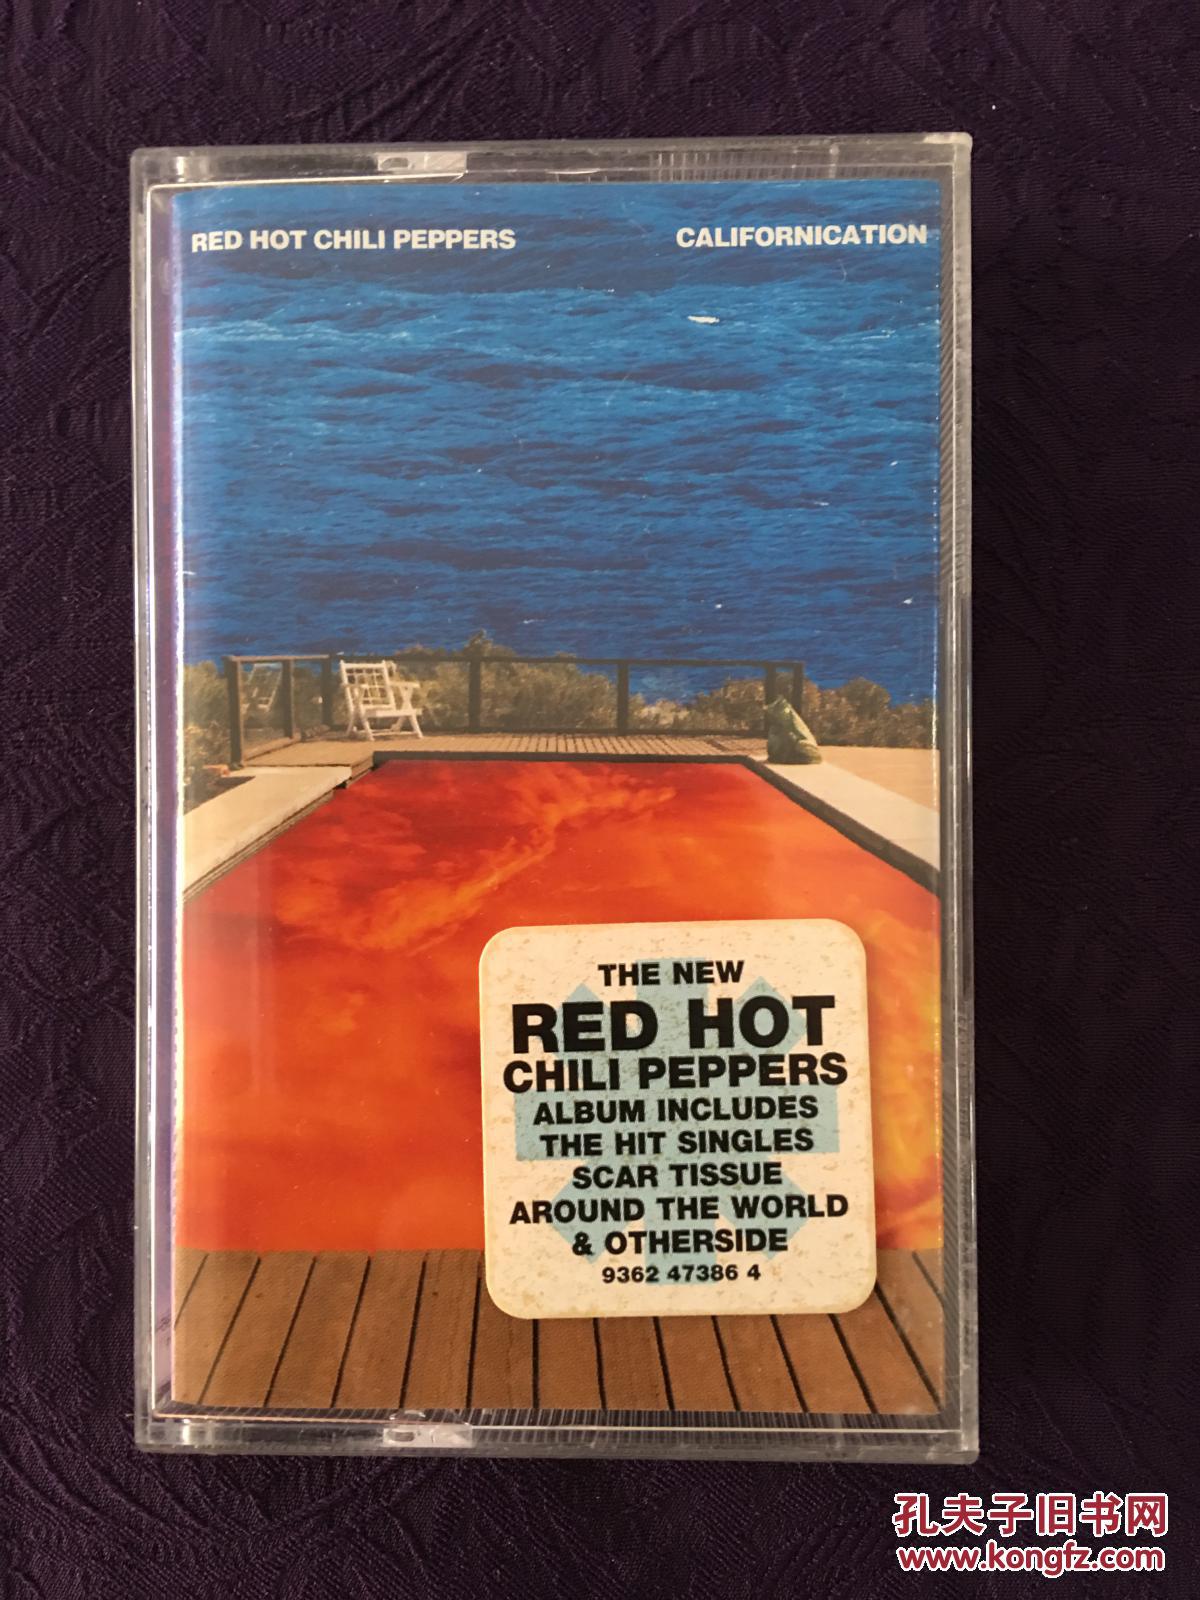 RED HOT CHILI PEPPERS
CALIFORNICATION
THE NEW
RED HOT
CHILI PEPPERS
ALBUM INCLUDES
THE HIT SINGLES
SCAR TISSUE
AROUND THE WORLD
& OTHERSIDE
9362 47386 4
孔夫子旧书网
www.kongfz.com